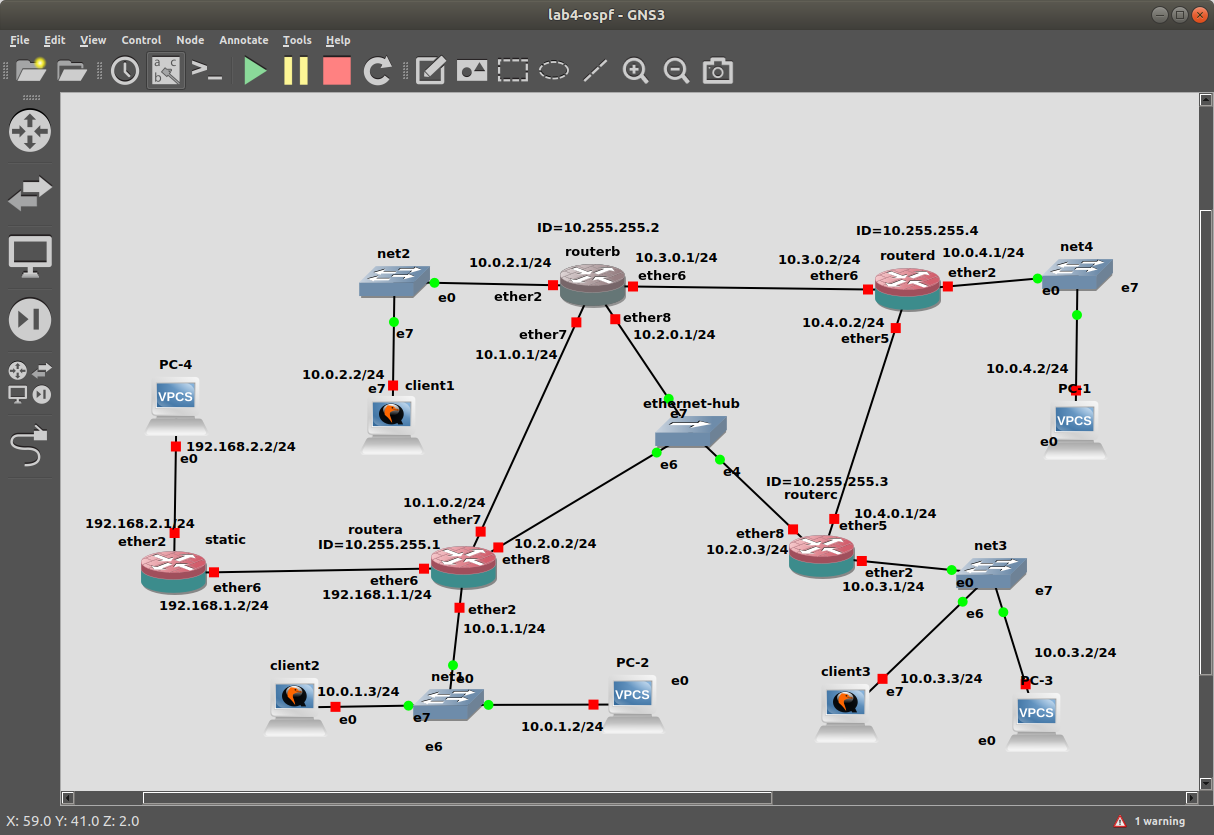 lab4-ospf - GNS3
File Edit View Control Node Annotate Tools Help
ID=10.255.255.2
routerb
ID=10.255.255.4
routerd
net2
10.0.2.1/24
10.3.0.1/24
ether6
10.3.0.2/24
ether6
10.0.4.1/24
ether2
net4
e0
ether2
e0
e7
e7
ether7
10.1.0.1/24
ether8
10.2.0.1/24
10.4.0.2/24
ether5
PC-4
VPCS
10.0.2.2/24
e7
client1
10.0.4.2/24
PC-1
VPCS
e0
ethernet-hub
e7
e6
e4
192.168.2.2/24
e0
192.168.2.1/24
ether2
static
10.1.0.2/24
ether7
routera
ID=10.255.255.1
10.2.0.2/24
ether8
ID=10.255.255.3
routerc
10.4.0.1/24
ether5
ether8
10.2.0.3/24
net3
ether6
192.168.1.2/24
ether6
192.168.1.1/24
ether2
10.0.1.1/24
ether2
10.0.3.1/24
e0
e7
e6
client2
10.0.1.3/24
e0
net1
e0
e7
e6
PC-2
VPCS
e0
10.0.1.2/24
client3
10.0.3.3/24
e7
10.0.3.2/24
PC-3
VPCS
e0
X: 59.0 Y: 41.0 Z: 2.0
1 warning